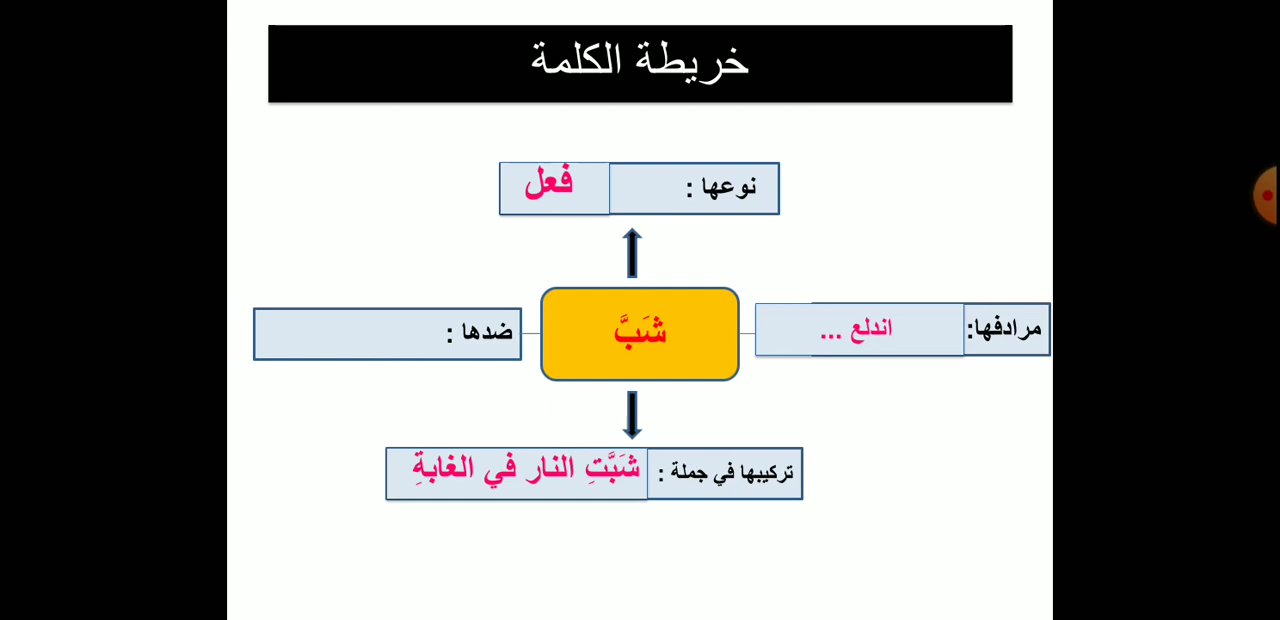 خريطة الكلمة
نوعها : فعل
مرادفها: اندلع ...
شَبَّ
ضدها :
تركيبها في جملة : شَبَّتِ النار في الغابةِ